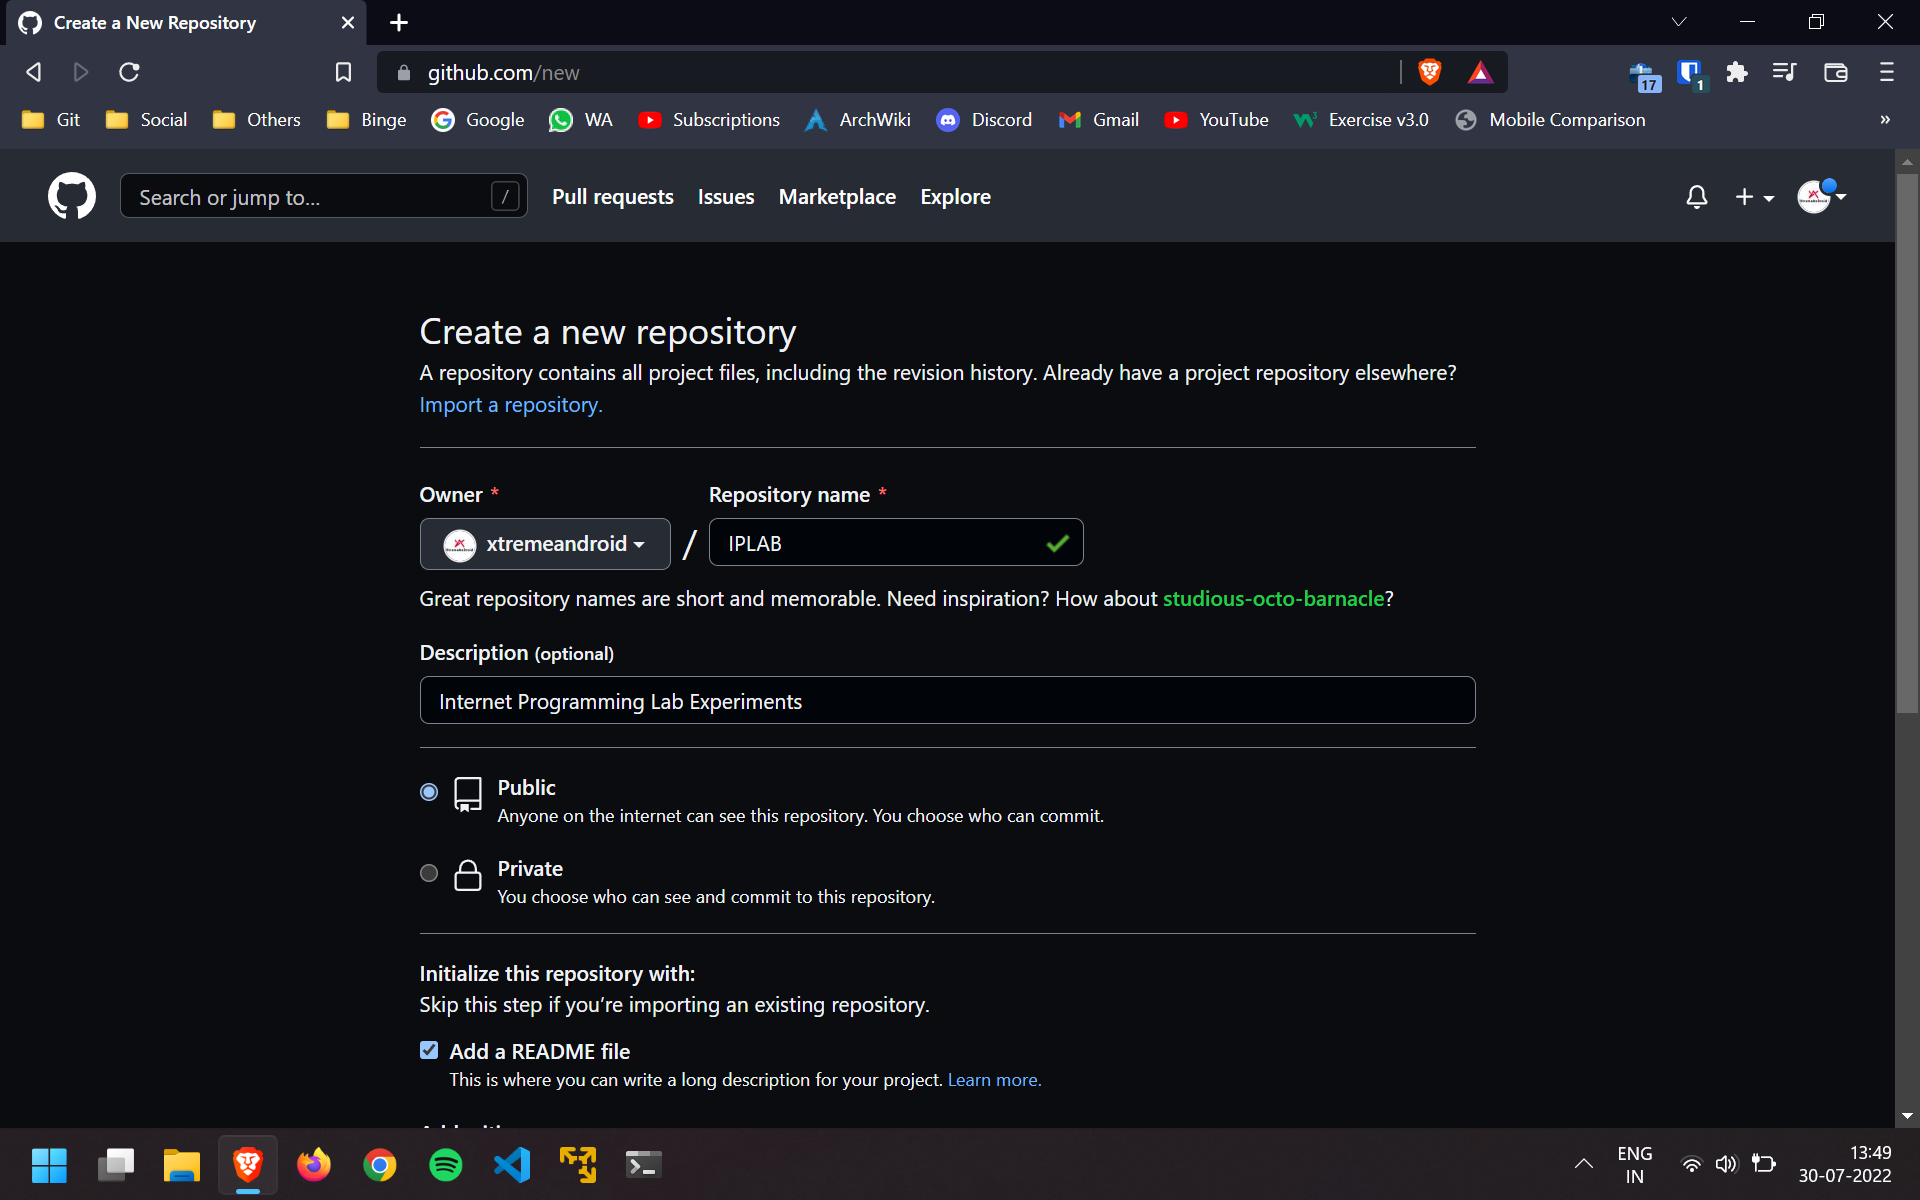 Create a New Repository
github.com/new
17
1
Git
Social
Others
Binge
Google
WA
Subscriptions
ArchWiki
Discord
Gmail
YouTube
Exercise v3.0
Mobile Comparison
»
Search or jump to...
/
Pull requests
Issues
Marketplace
Explore
Create a new repository
A repository contains all project files, including the revision history. Already have a project repository elsewhere?
Import a repository.
Owner *
Repository name *
xtremeandroid
/
IPLAB
Great repository names are short and memorable. Need inspiration? How about studious-octo-barnacle?
Description (optional)
Internet Programming Lab Experiments
Public
Anyone on the internet can see this repository. You choose who can commit.
Private
You choose who can see and commit to this repository.
Initialize this repository with:
Skip this step if you’re importing an existing repository.
Add a README file
This is where you can write a long description for your project. Learn more.
ENG
IN
13:49
30-07-2022